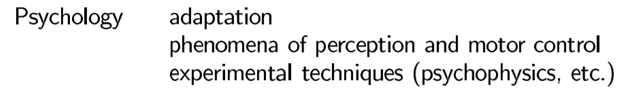 Psychology adaptation
phenomena of perception and motor control
experimental techniques (psychophysics, etc.)